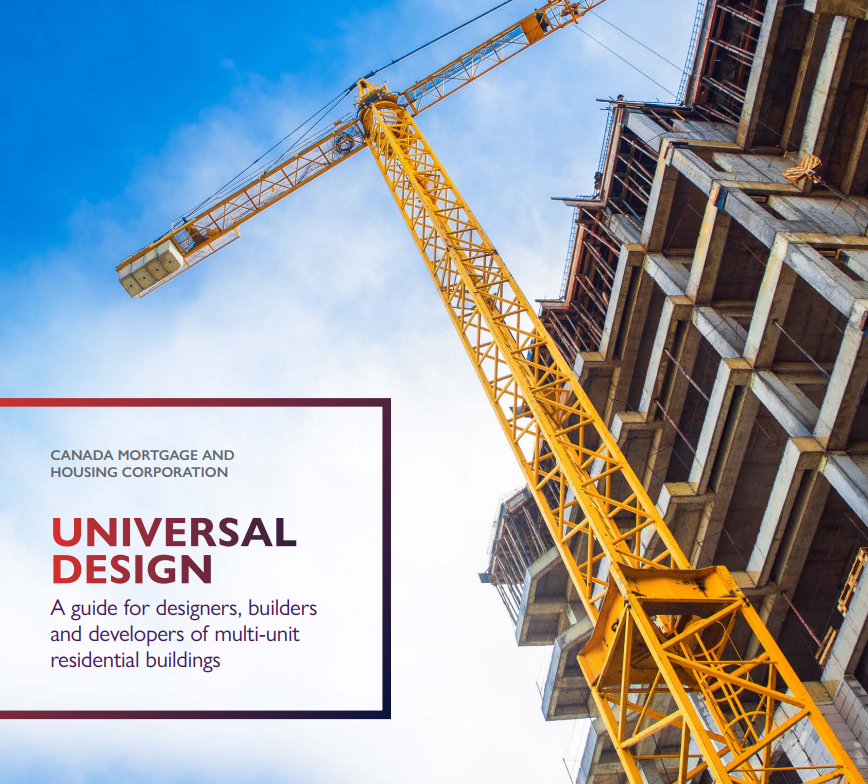 CANADA MORTGAGE AND
HOUSING CORPORATION
UNIVERSAL
DESIGN
A guide for designers, builders
and developers of multi-unit
residential buildings